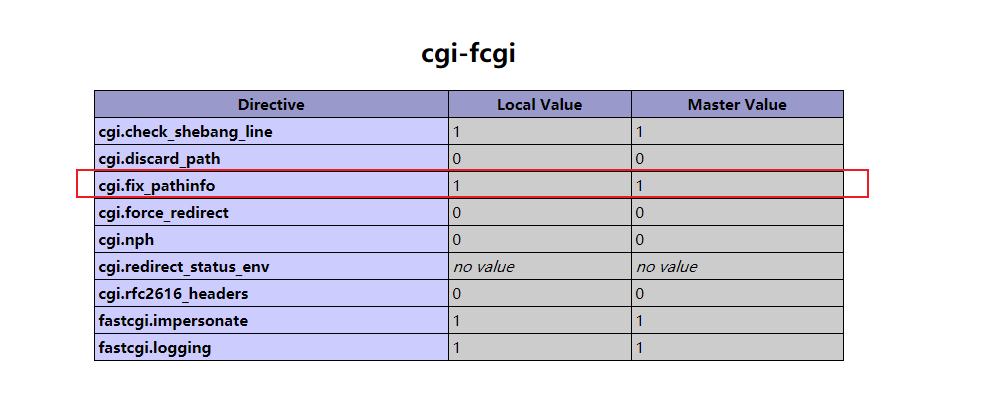 cgi-fcgi
Directive Local Value Master Value
cgi.check_shebang_line 1 1
cgi.discard_path 0 0
cgi.fix_pathinfo 1 1
cgi.force_redirect 0 0
cgi.nph 0 0
cgi.redirect_status_env no value no value
cgi.rfc2616_headers 0 0
fastcgi.impersonate 1 1
fastcgi.logging 1 1